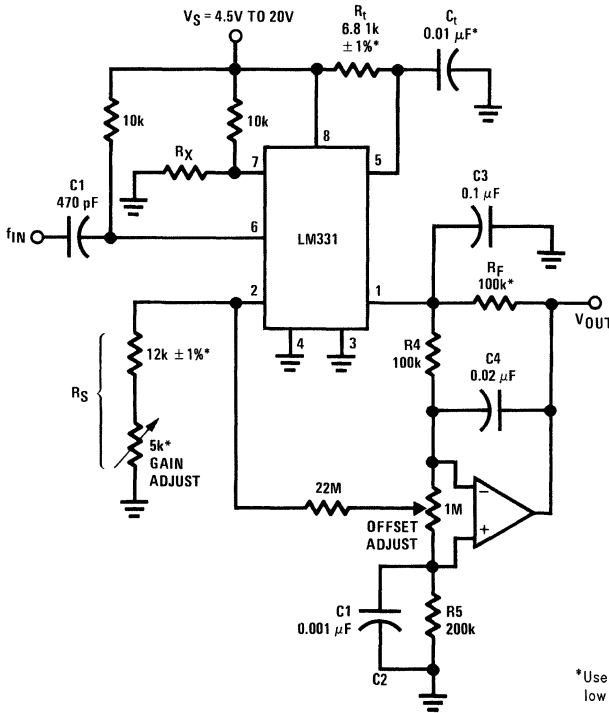 VS = 4.5V TO 20V
Rt
6.8 1k
± 1%*
Ct
0.01 μF*
10k
10k
8
RX
7
5
C1
470 pF
C3
0.1 μF
fIN
6
LM331
RF
100k*
2
1
VOUT
4
3
R4
100k
12k ± 1%*
C4
0.02 μF
RS
5k*
GAIN
ADJUST
22M
1M
−
+
OFFSET
ADJUST
C1
0.001 μF
R5
200k
C2
*Use
low